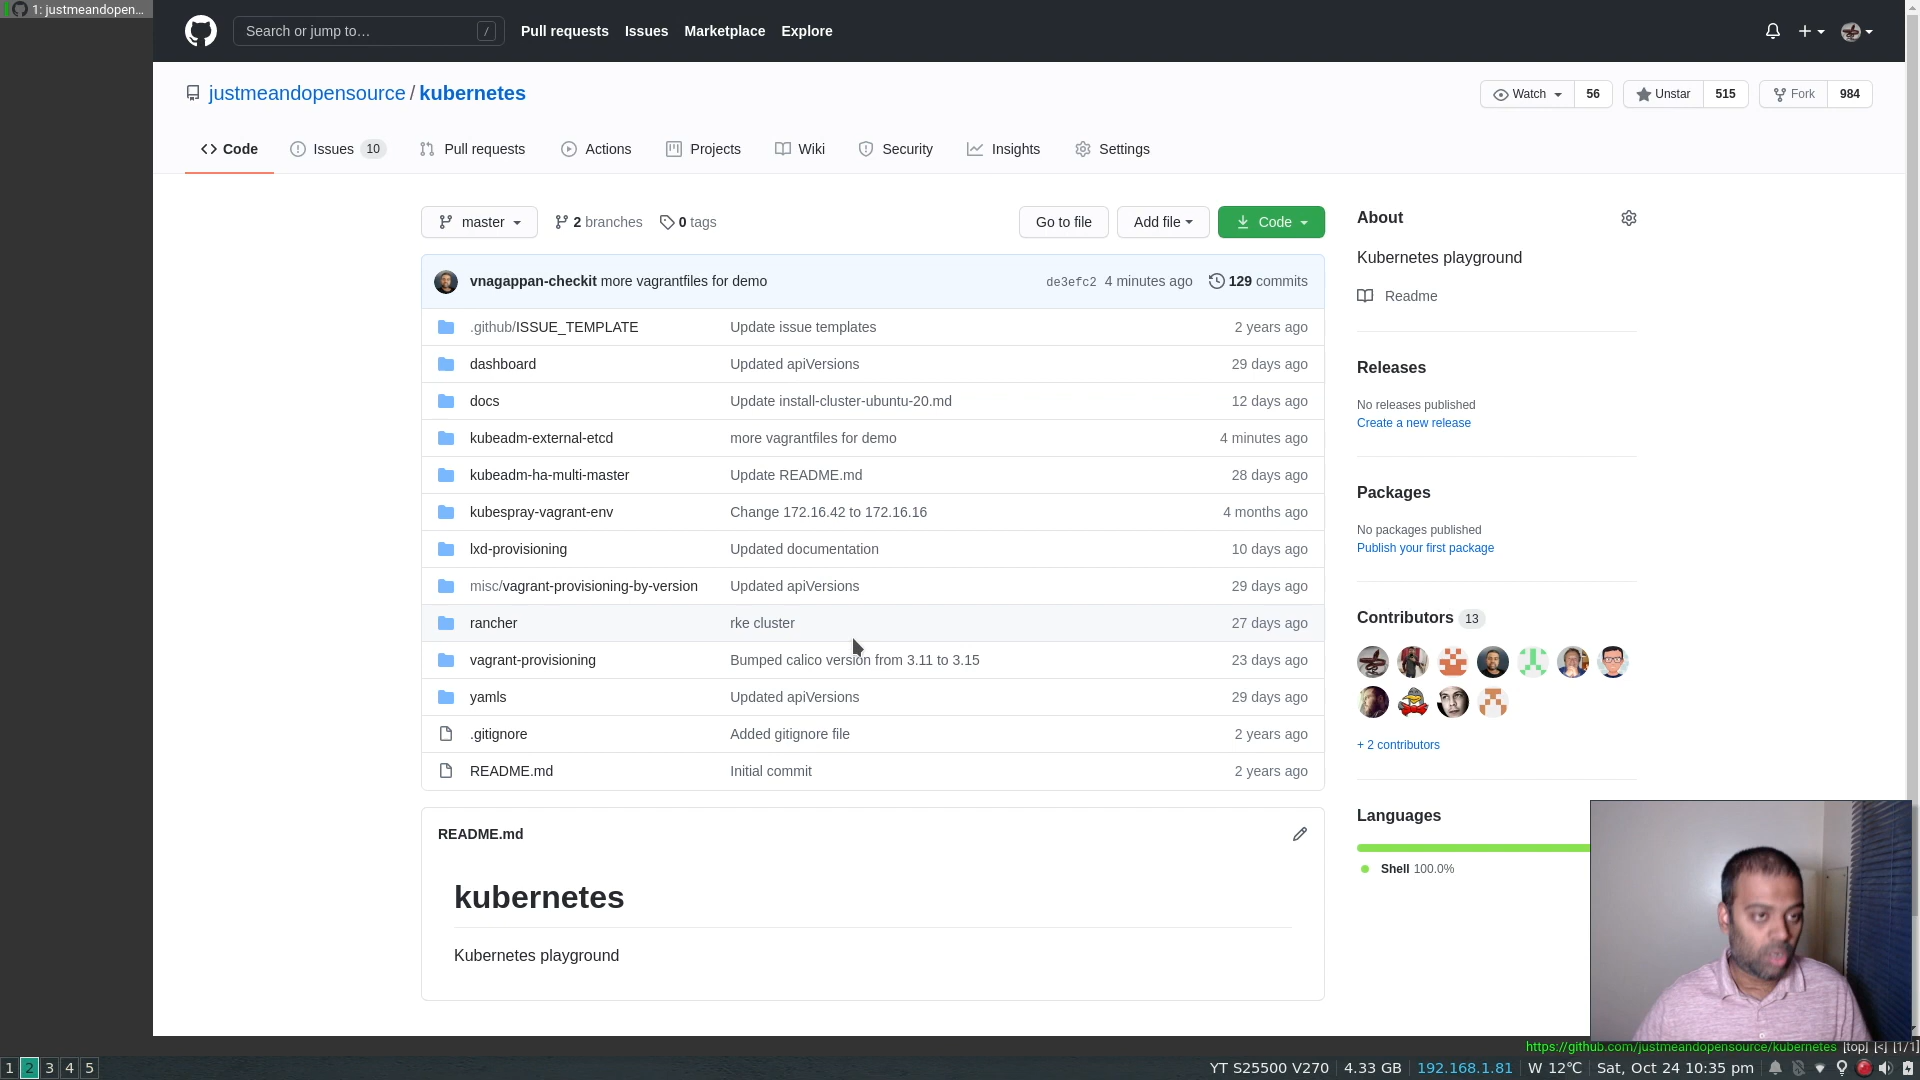 1: justmeandopen...
Search or jump to… /
Pull requests Issues Marketplace Explore
justmeandopensource / kubernetes
Watch 56 Unstar 515 Fork 984
Code Issues 10 Pull requests Actions Projects Wiki Security Insights Settings
master 2 branches 0 tags Go to file Add file Code
vnagappan-checkit more vagrantfiles for demo de3efc2 4 minutes ago 129 commits
.github/ISSUE_TEMPLATE Update issue templates 2 years ago
dashboard Updated apiVersions 29 days ago
docs Update install-cluster-ubuntu-20.md 12 days ago
kubeadm-external-etcd more vagrantfiles for demo 4 minutes ago
kubeadm-ha-multi-master Update README.md 28 days ago
kubespray-vagrant-env Change 172.16.42 to 172.16.16 4 months ago
lxd-provisioning Updated documentation 10 days ago
misc/vagrant-provisioning-by-version Updated apiVersions 29 days ago
rancher rke cluster 27 days ago
vagrant-provisioning Bumped calico version from 3.11 to 3.15 23 days ago
yamls Updated apiVersions 29 days ago
.gitignore Added gitignore file 2 years ago
README.md Initial commit 2 years ago
README.md
kubernetes
Kubernetes playground
About
Kubernetes playground
Readme
Releases
No releases published
Create a new release
Packages
No packages published
Publish your first package
Contributors 13
+ 2 contributors
Languages
Shell 100.0%
https://github.com/justmeandopensource/kubernetes [top] [<] [1/1]
1 2 3 4 5 YT S25500 V270 4.33 GB 192.168.1.81 W 12°C Sat, Oct 24 10:35 pm